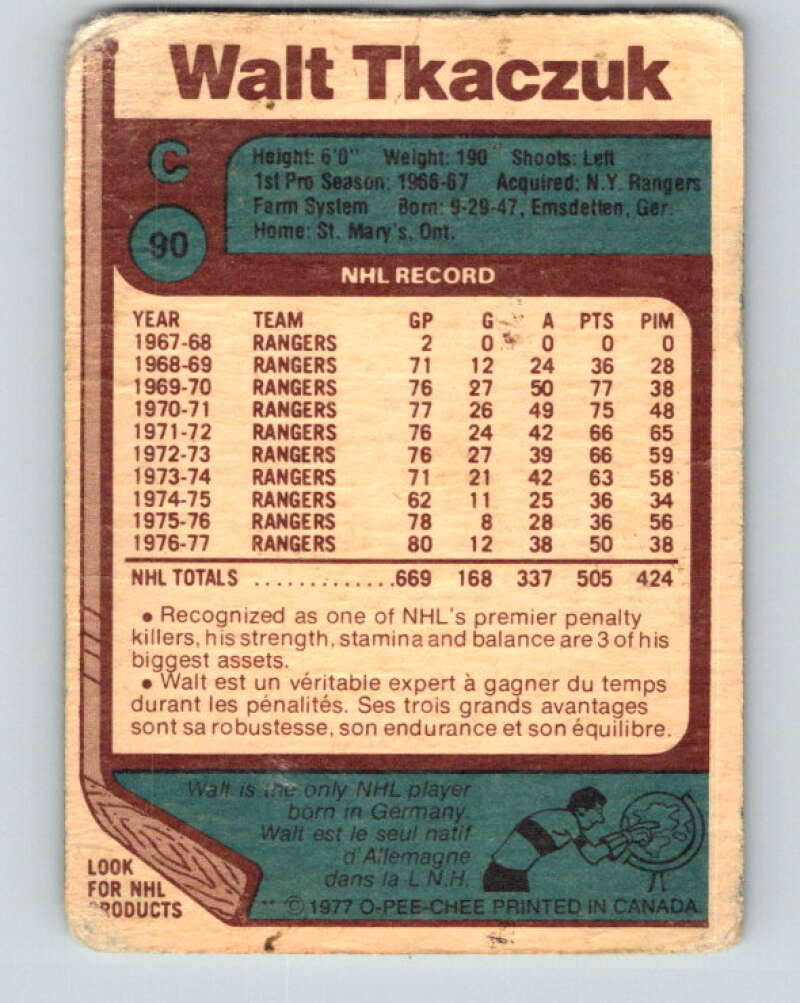 Walt Tkaczuk
C
90
Height: 6'0" Weight: 190 Shoots: Left
1st Pro Season: 1966-67 Acquired: N.Y. Rangers
Farm System Born: 9-29-47, Emsdetten, Ger.
Home: St. Mary's, Ont.
NHL RECORD
YEAR TEAM GP G A PTS PIM
1967-68 RANGERS 2 0 0 0 0
1968-69 RANGERS 71 12 24 36 28
1969-70 RANGERS 76 27 50 77 38
1970-71 RANGERS 77 26 49 75 48
1971-72 RANGERS 76 24 42 66 65
1972-73 RANGERS 76 27 39 66 59
1973-74 RANGERS 71 21 42 63 58
1974-75 RANGERS 62 11 25 36 34
1975-76 RANGERS 78 8 28 36 56
1976-77 RANGERS 80 12 38 50 38
NHL TOTALS .............669 168 337 505 424
• Recognized as one of NHL's premier penalty
killers, his strength, stamina and balance are 3 of his
biggest assets.
• Walt est un véritable expert à gagner du temps
durant les pénalités. Ses trois grands avantages
sont sa robustesse, son endurance et son équilibre.
Walt is the only NHL player
born in Germany.
Walt est le seul natif
d'Allemagne
dans la L.N.H.
LOOK
FOR NHL
PRODUCTS
** © 1977 O-PEE-CHEE PRINTED IN CANADA